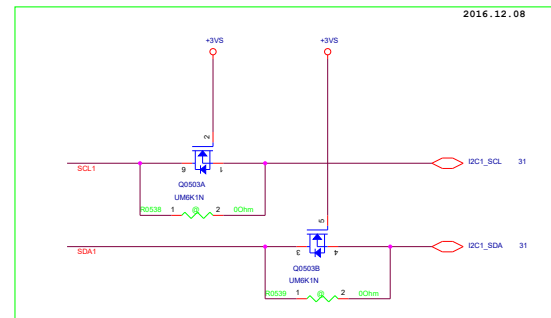 2016.12.08
+3VS +3VS
2
SCL1 6 1 I2C1_SCL 31
Q0503A
UM6K1N
R0538 1 @ 2 0Ohm
5
SDA1 3 4 I2C1_SDA 31
Q0503B
UM6K1N
R0539 1 @ 2 0Ohm